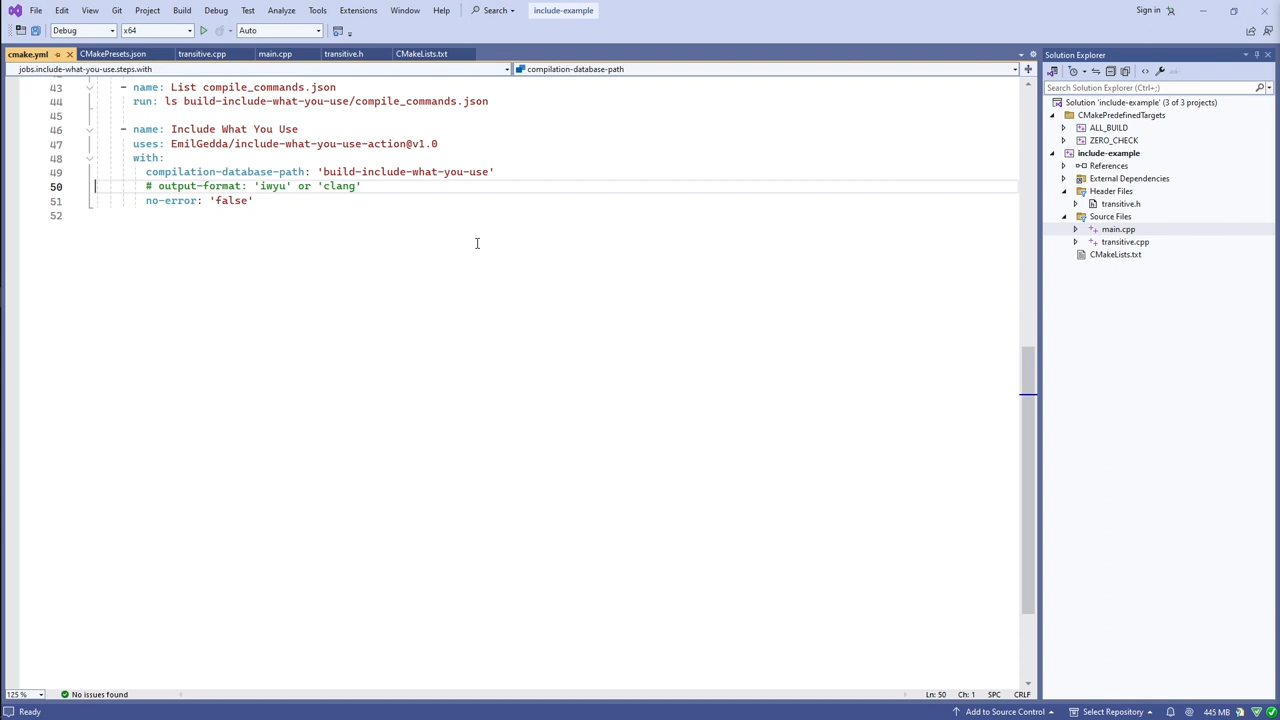 File Edit View Git Project Build Debug Test Analyze Tools Extensions Window Help Search include-example Sign in
Debug x64 Auto
cmake.yml CMakePresets.json transitive.cpp main.cpp transitive.h CMakeLists.txt
jobs.include-what-you-use.steps.with compilation-database-path
43 - name: List compile_commands.json
44 run: ls build-include-what-you-use/compile_commands.json
45
46 - name: Include What You Use
47 uses: EmilGedda/include-what-you-use-action@v1.0
48 with:
49 compilation-database-path: 'build-include-what-you-use'
50 # output-format: 'iwyu' or 'clang'
51 no-error: 'false'
52
125 % No issues found Ln: 50 Ch: 1 SPC CRLF
Solution Explorer
Search Solution Explorer (Ctrl+;)
Solution 'include-example' (3 of 3 projects)
CMakePredefinedTargets
ALL_BUILD
ZERO_CHECK
include-example
References
External Dependencies
Header Files
transitive.h
Source Files
main.cpp
transitive.cpp
CMakeLists.txt
Ready Add to Source Control Select Repository 445 MB